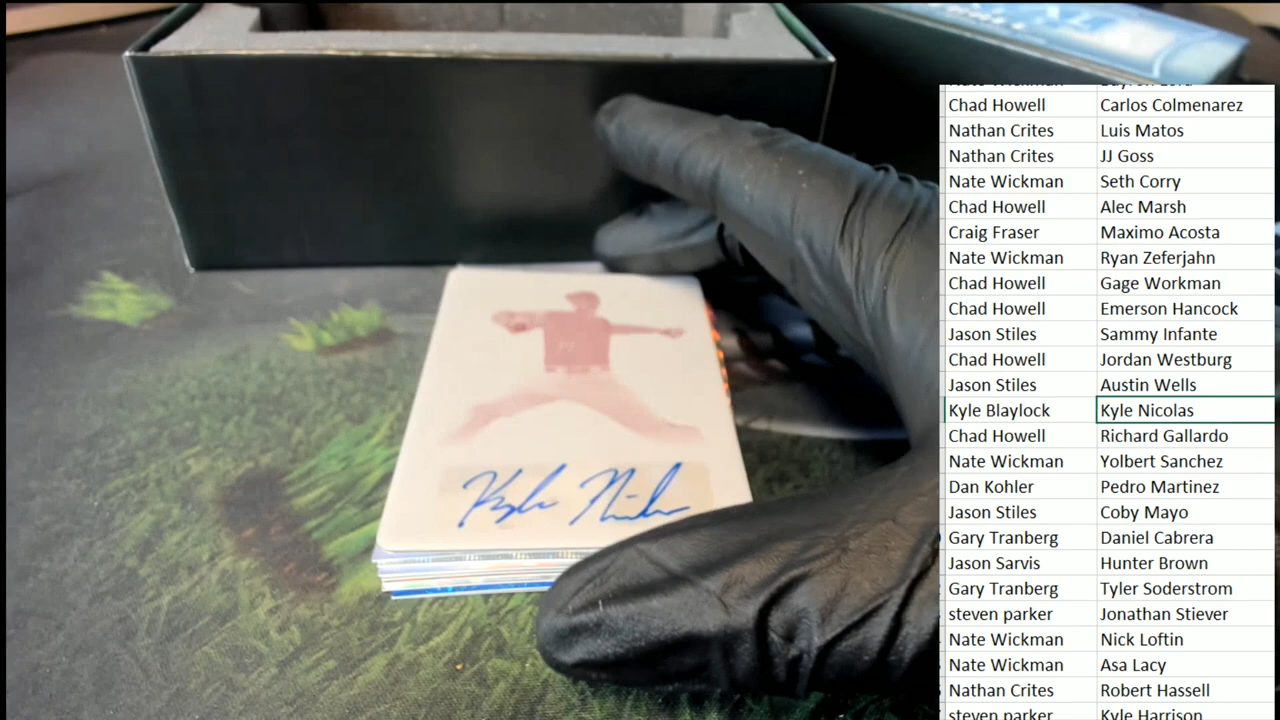 Chad Howell Carlos Colmenarez
Nathan Crites Luis Matos
Nathan Crites JJ Goss
Nate Wickman Seth Corry
Chad Howell Alec Marsh
Craig Fraser Maximo Acosta
Nate Wickman Ryan Zeferjahn
Chad Howell Gage Workman
Chad Howell Emerson Hancock
Jason Stiles Sammy Infante
Chad Howell Jordan Westburg
Jason Stiles Austin Wells
Kyle Blaylock Kyle Nicolas
Chad Howell Richard Gallardo
Nate Wickman Yolbert Sanchez
Dan Kohler Pedro Martinez
Jason Stiles Coby Mayo
Gary Tranberg Daniel Cabrera
Jason Sarvis Hunter Brown
Gary Tranberg Tyler Soderstrom
steven parker Jonathan Stiever
Nate Wickman Nick Loftin
Nate Wickman Asa Lacy
Nathan Crites Robert Hassell
steven parker Kyle Harrison
Kyle